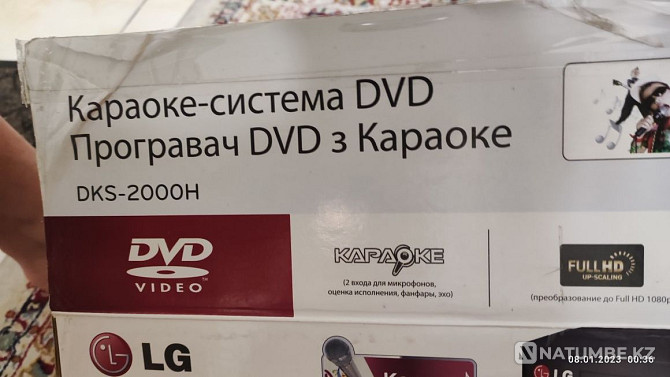 Караоке-система DVD
Програвач DVD з Караоке
DKS-2000H
DVD
VIDEO
КАРАОКЕ
(2 входа для микрофонов,
оценка исполнения, фанфары, эхо)
FULL HD
UP-SCALING
(преобразование до Full HD 1080p
LG
LG
NATUMBE.KZ
08.01.2023 00:36